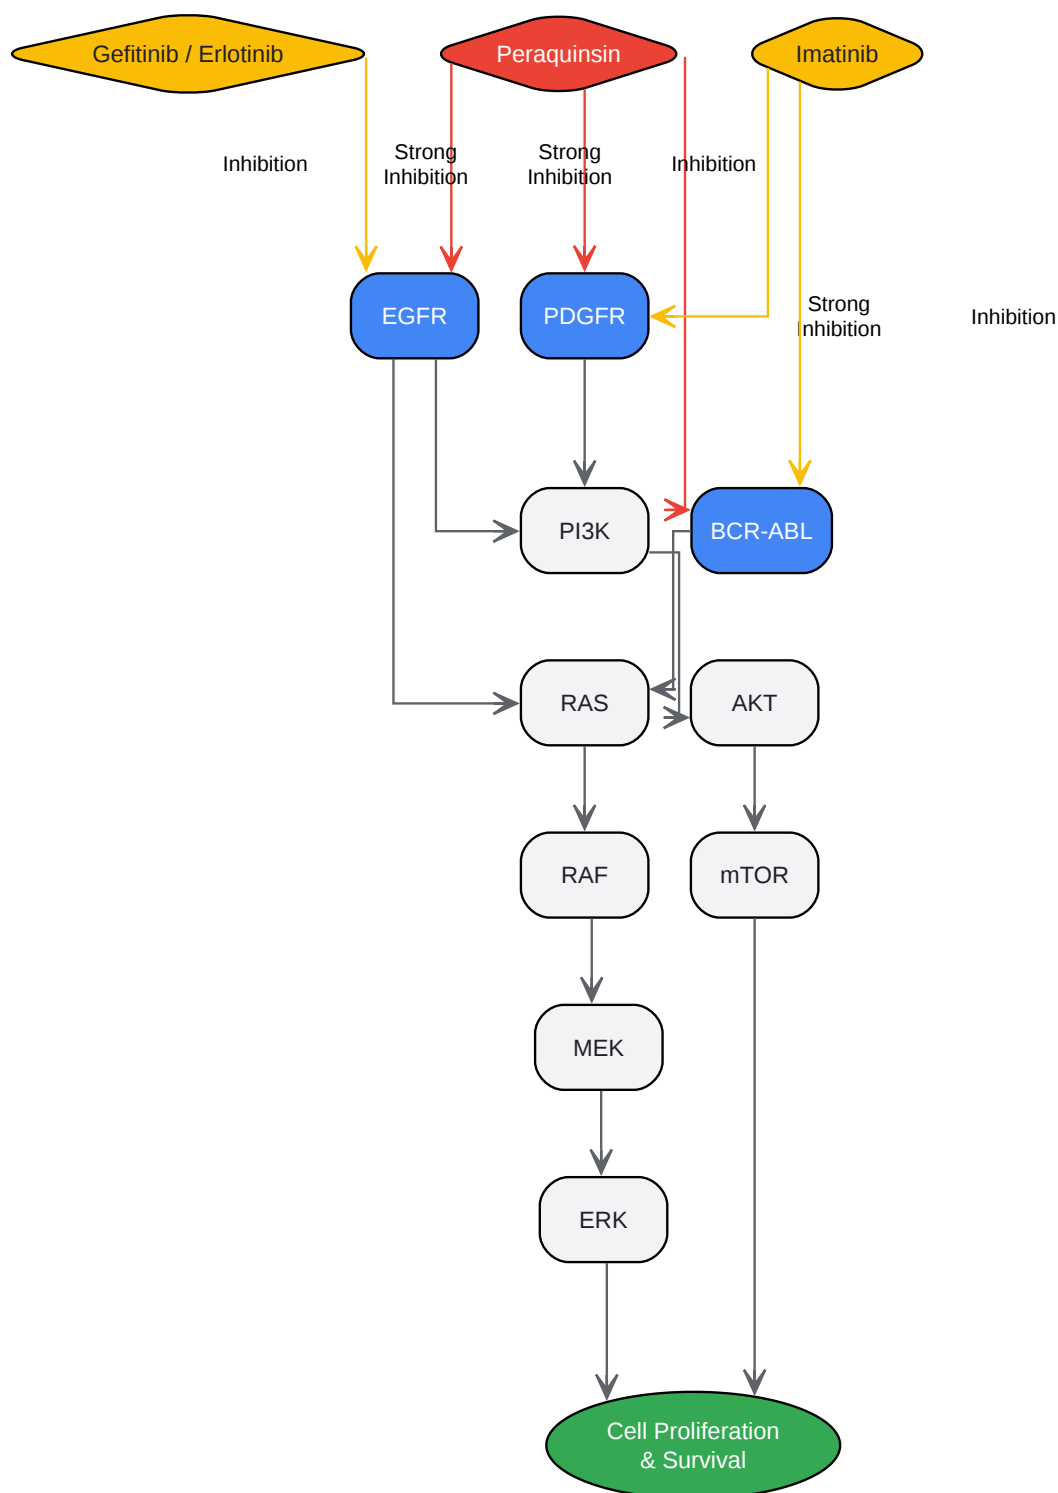 Gefitinib / Erlotinib
Peraquinsin
Imatinib
Inhibition
Strong
Inhibition
Strong
Inhibition
Inhibition
Strong
Inhibition
Inhibition
EGFR
PDGFR
PI3K
BCR-ABL
RAS
AKT
RAF
mTOR
MEK
ERK
Cell Proliferation
& Survival